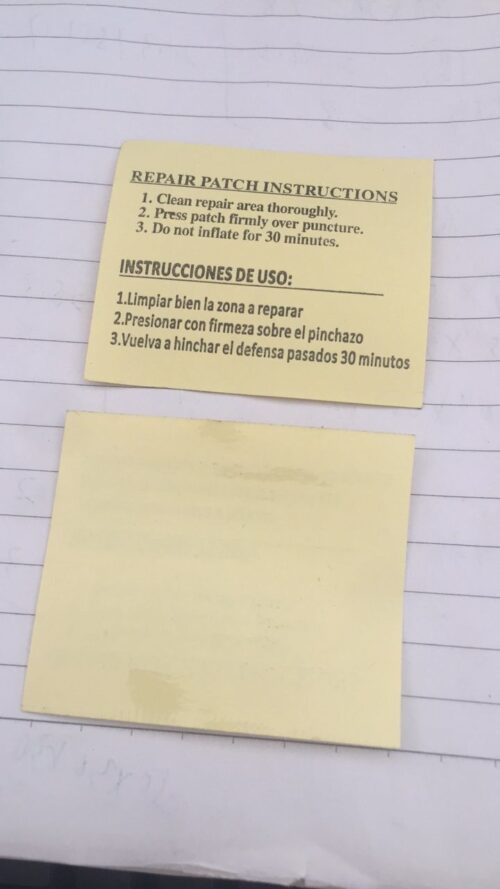 REPAIR PATCH INSTRUCTIONS
1. Clean repair area thoroughly.
2. Press patch firmly over puncture.
3. Do not inflate for 30 minutes.
INSTRUCCIONES DE USO:
1.Limpiar bien la zona a reparar
2.Presionar con firmeza sobre el pinchazo
3.Vuelva a hinchar el defensa pasados 30 minutos